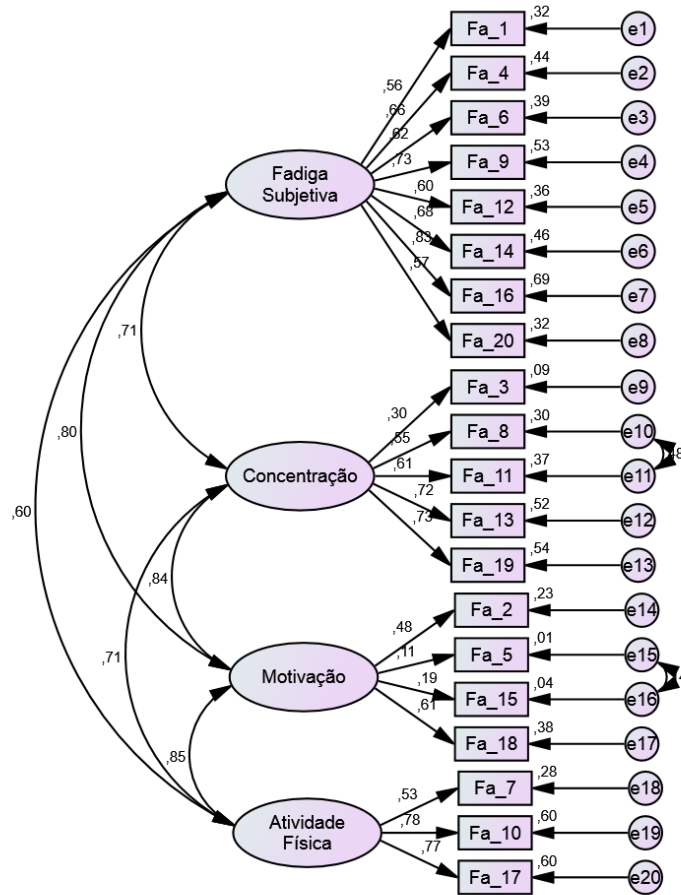 Fa_1
,32
e1
,56
Fa_4
,44
e2
,66
Fa_6
,39
e3
,62
Fa_9
,53
e4
,73
Fa_12
,36
e5
,60
Fa_14
,46
e6
,68
Fa_16
,69
e7
,83
Fa_20
,32
e8
,57
Fadiga
Subjetiva
,71
,80
,60
Fa_3
,09
e9
,30
Fa_8
,30
e10
,55
Fa_11
,37
e11
,61
Fa_13
,52
e12
,72
Fa_19
,54
e13
,73
Concentração
,84
,71
Fa_2
,23
e14
,48
Fa_5
,01
e15
,11
Fa_15
,04
e16
,19
Fa_18
,38
e17
,61
Motivação
,85
Fa_7
,28
e18
,53
Fa_10
,60
e19
,78
Fa_17
,60
e20
,77
Atividade
Física